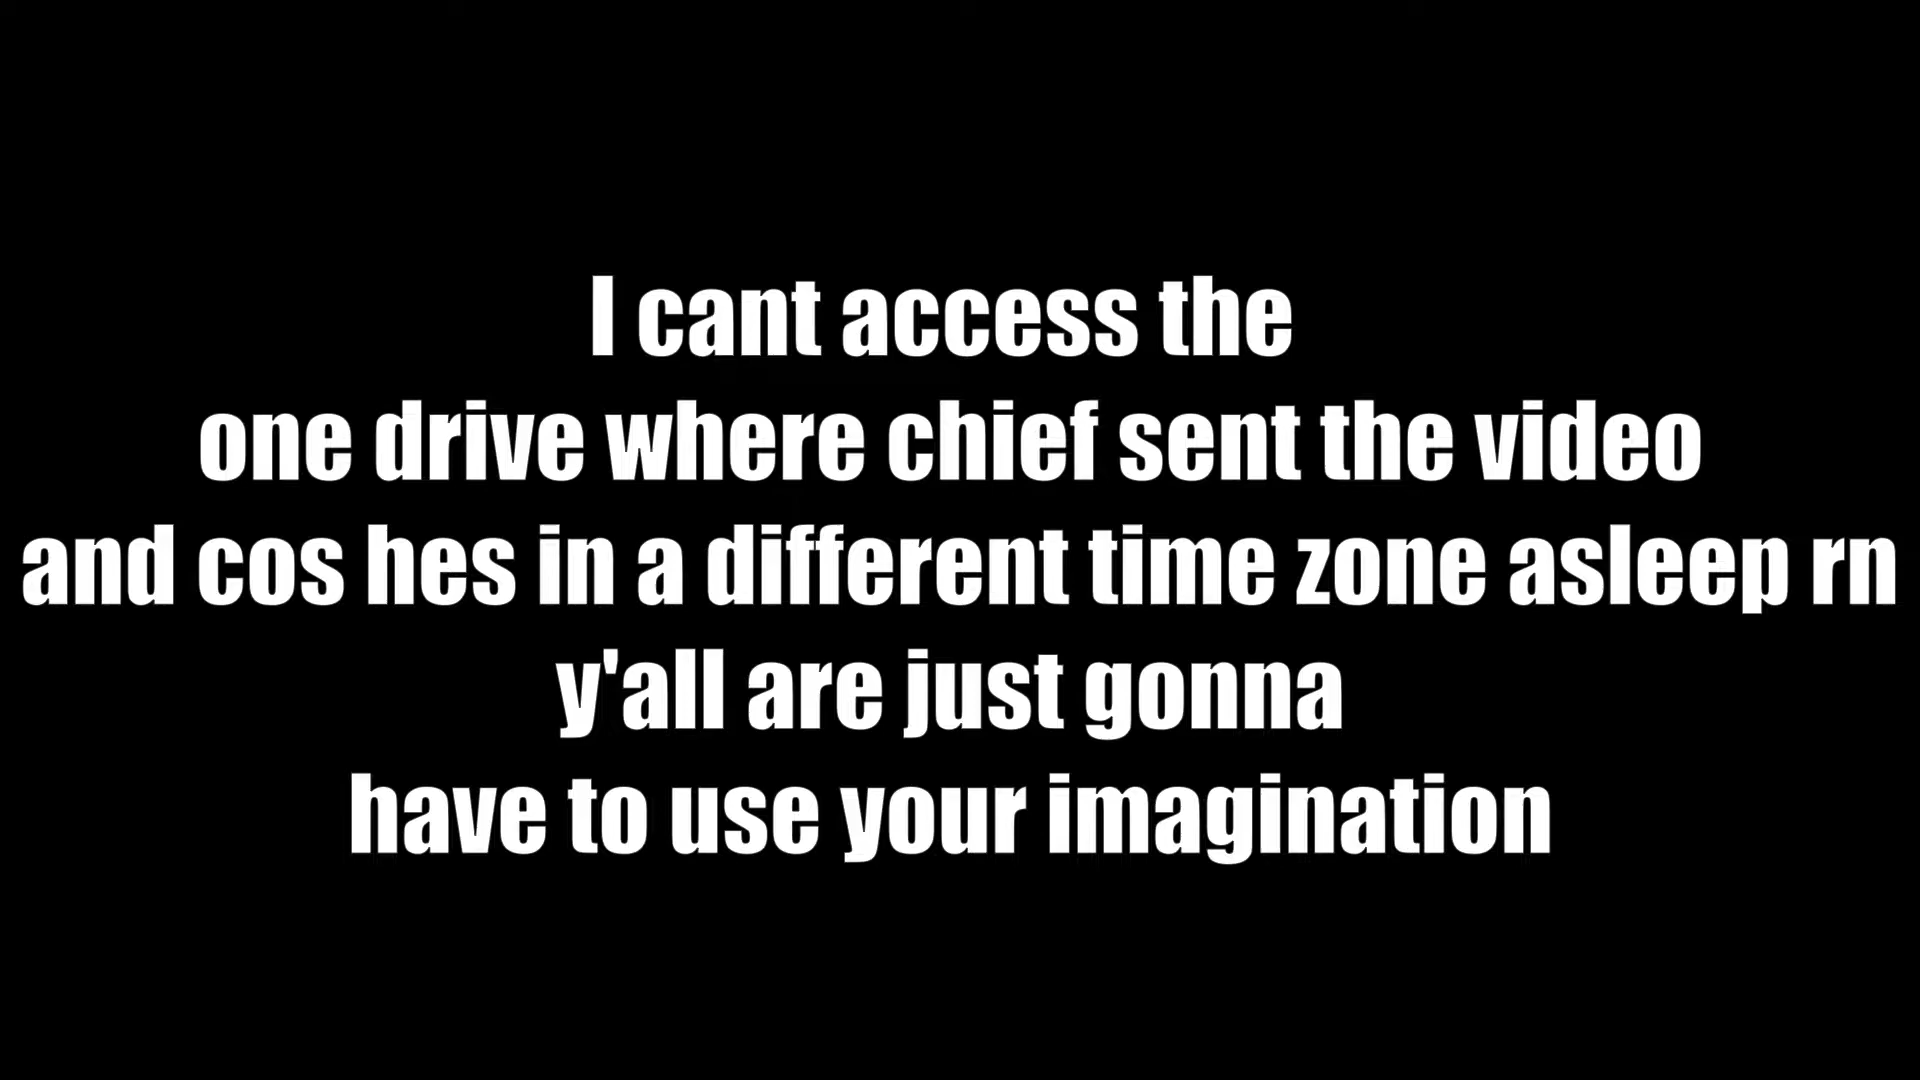 I cant access the
one drive where chief sent the video
and cos hes in a different time zone asleep rn
y'all are just gonna
have to use your imagination